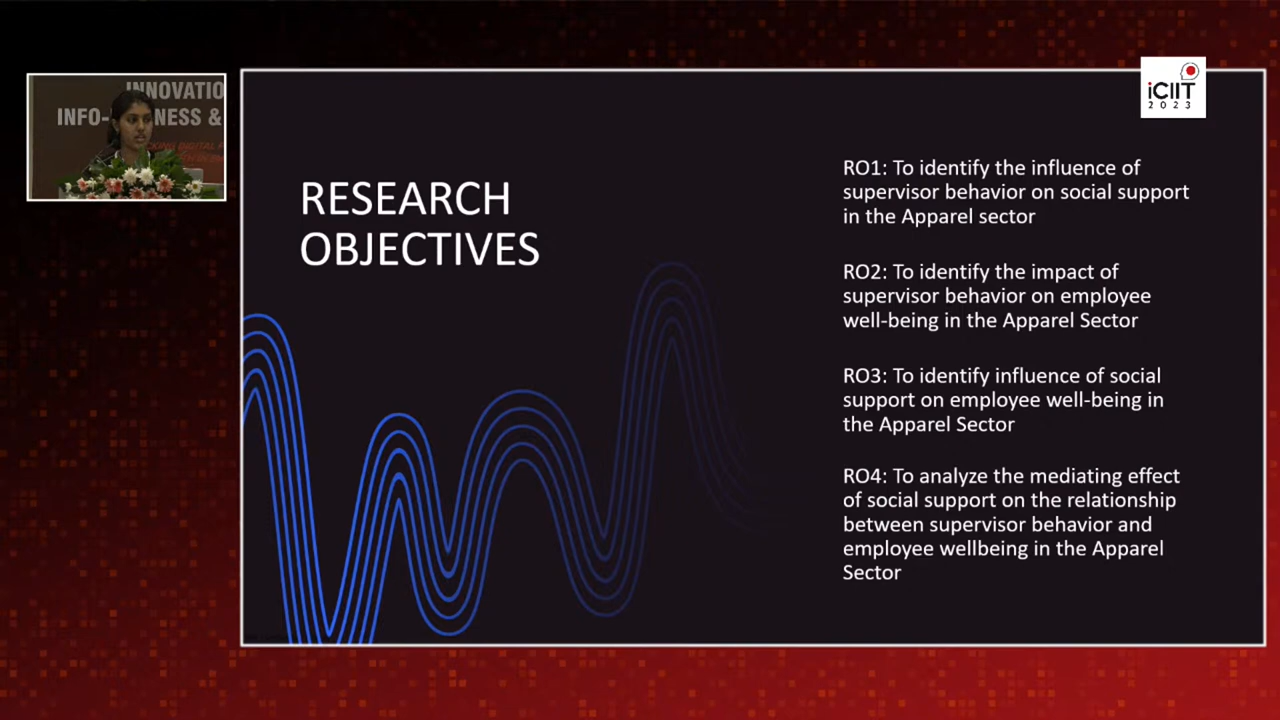 INNOVATIO
INFO-
NESS &
DIGITAL
iCIIT
2023
RESEARCH
OBJECTIVES
RO1: To identify the influence of
supervisor behavior on social support
in the Apparel sector
RO2: To identify the impact of
supervisor behavior on employee
well-being in the Apparel Sector
RO3: To identify influence of social
support on employee well-being in
the Apparel Sector
RO4: To analyze the mediating effect
of social support on the relationship
between supervisor behavior and
employee wellbeing in the Apparel
Sector